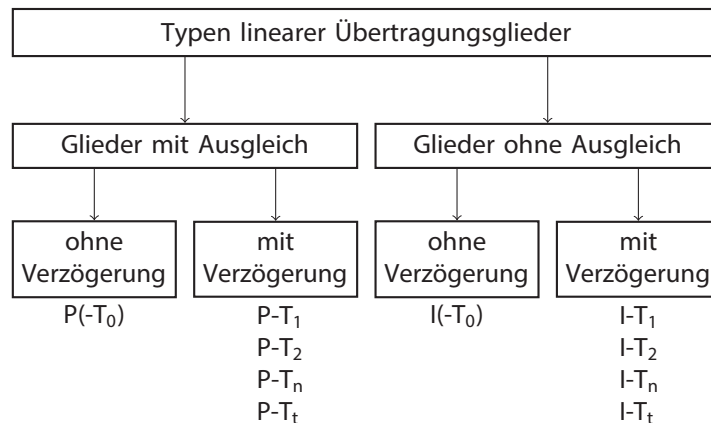 Typen linearer Übertragungsglieder
Glieder mit Ausgleich
Glieder ohne Ausgleich
ohne
Verzögerung
mit
Verzögerung
ohne
Verzögerung
mit
Verzögerung
P(-T₀)
P-T₁
P-T₂
P-Tₙ
P-Tₜ
I(-T₀)
I-T₁
I-T₂
I-Tₙ
I-Tₜ